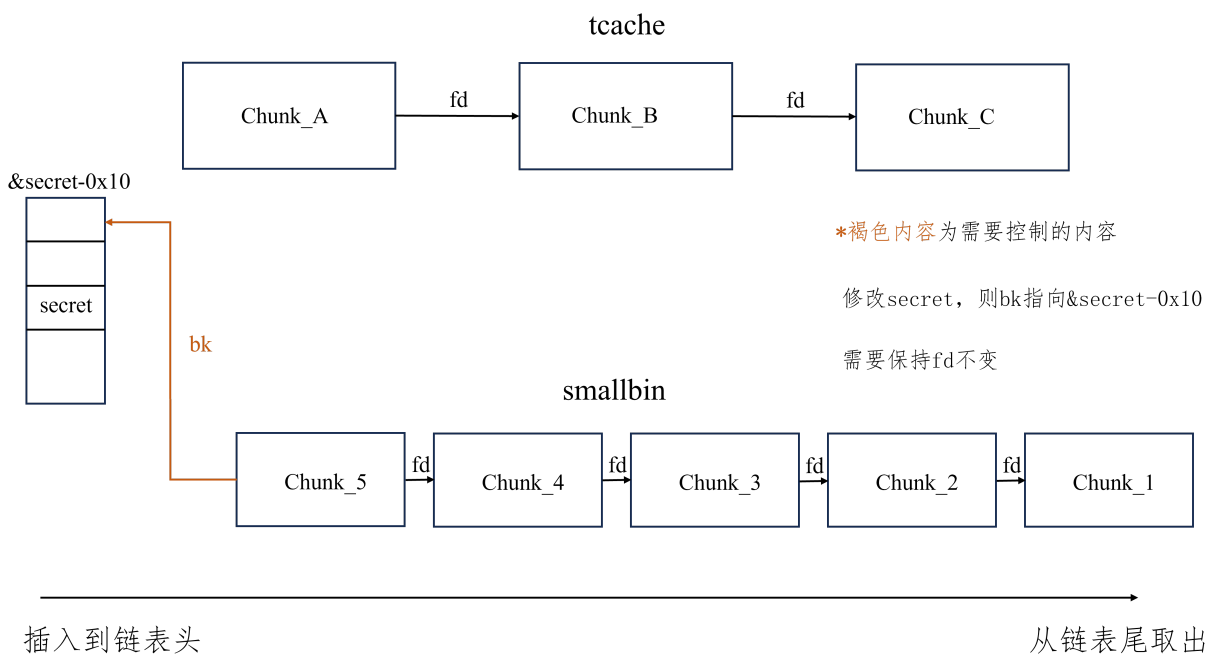 tcache
Chunk_A
fd
Chunk_B
fd
Chunk_C
&secret-0x10
secret
bk
*褐色内容为需要控制的内容
修改secret，则bk指向&secret-0x10
需要保持fd不变
smallbin
Chunk_5
fd
Chunk_4
fd
Chunk_3
fd
Chunk_2
fd
Chunk_1
插入到链表头
从链表尾取出